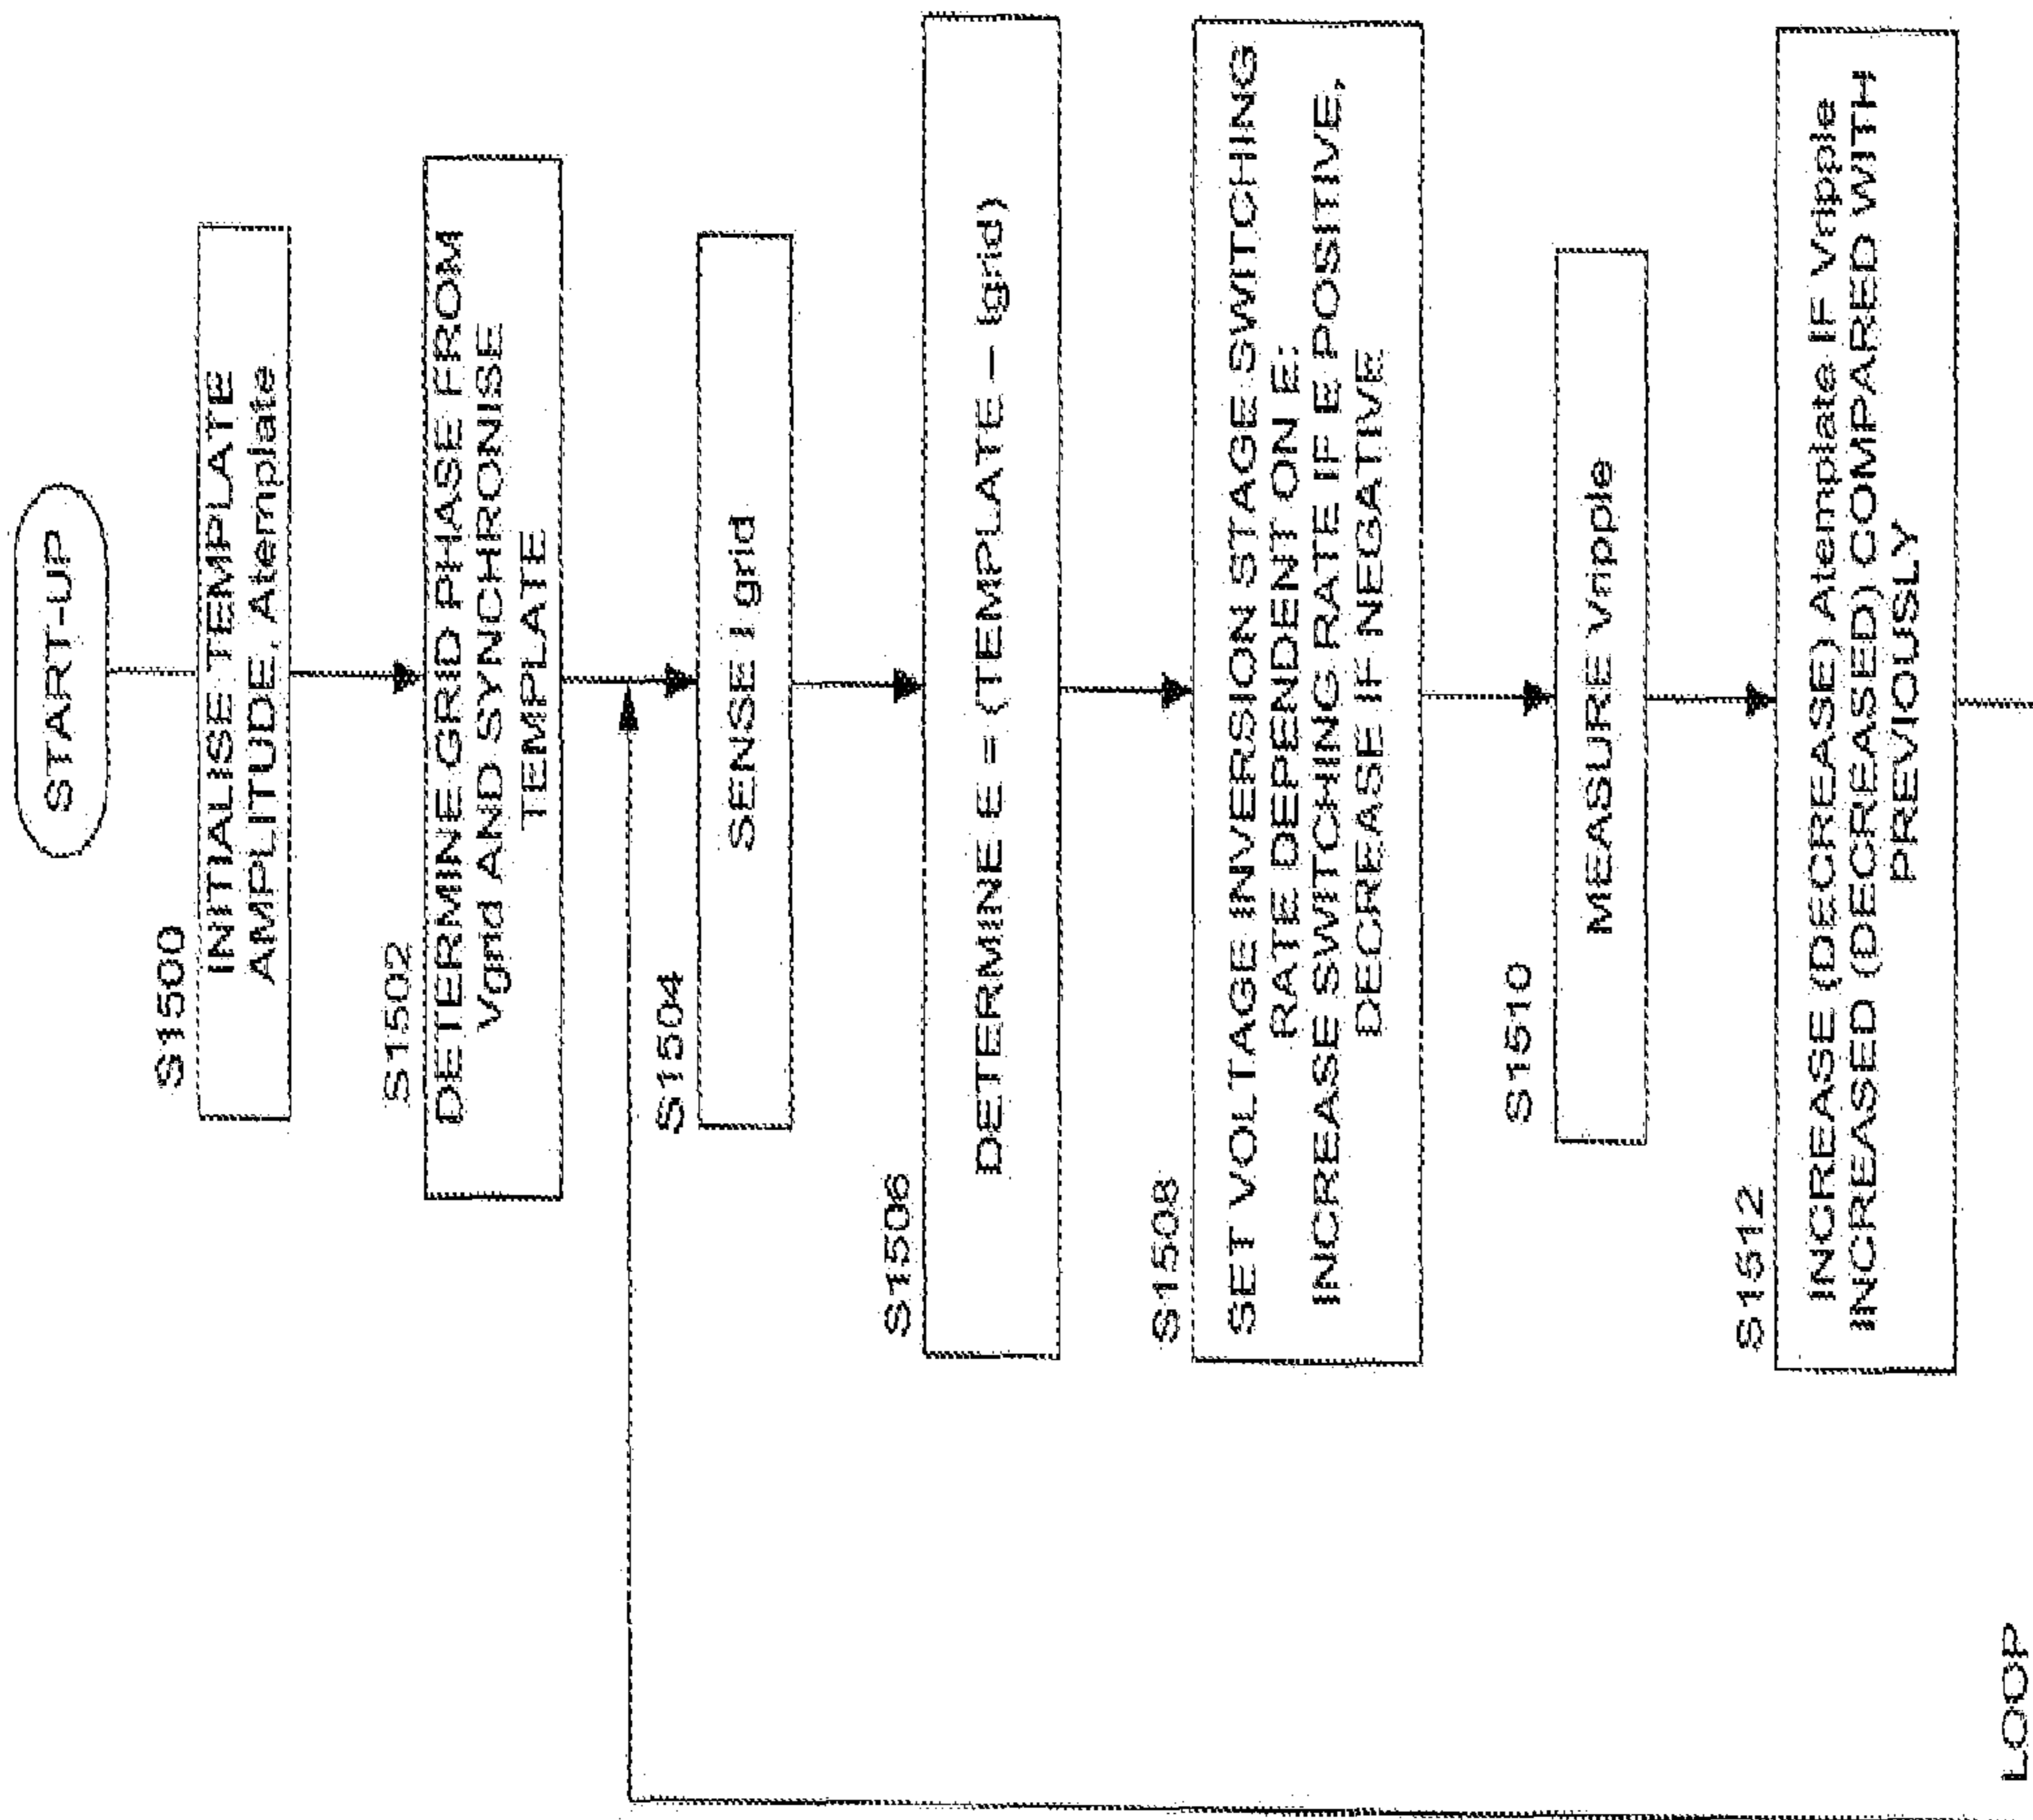 START-UP
S1500
INITIALISE TEMPLATE
AMPLITUDE, Atemplate
S1502
DETERMINE GRID PHASE FROM
Vgrid AND SYNCHRONISE
TEMPLATE
S1504
SENSE I grid
S1506
DETERMINE E = (TEMPLATE – Igrid)
S1508
SET VOLTAGE INVERSION STAGE SWITCHING
RATE DEPENDENT ON E:
INCREASE SWITCHING RATE IF E POSITIVE,
DECREASE IF NEGATIVE
S1510
MEASURE Vripple
S1512
INCREASE (DECREASE) Atemplate IF Vripple
INCREASED (DECREASED) COMPARED WITH
PREVIOUSLY
LOOP